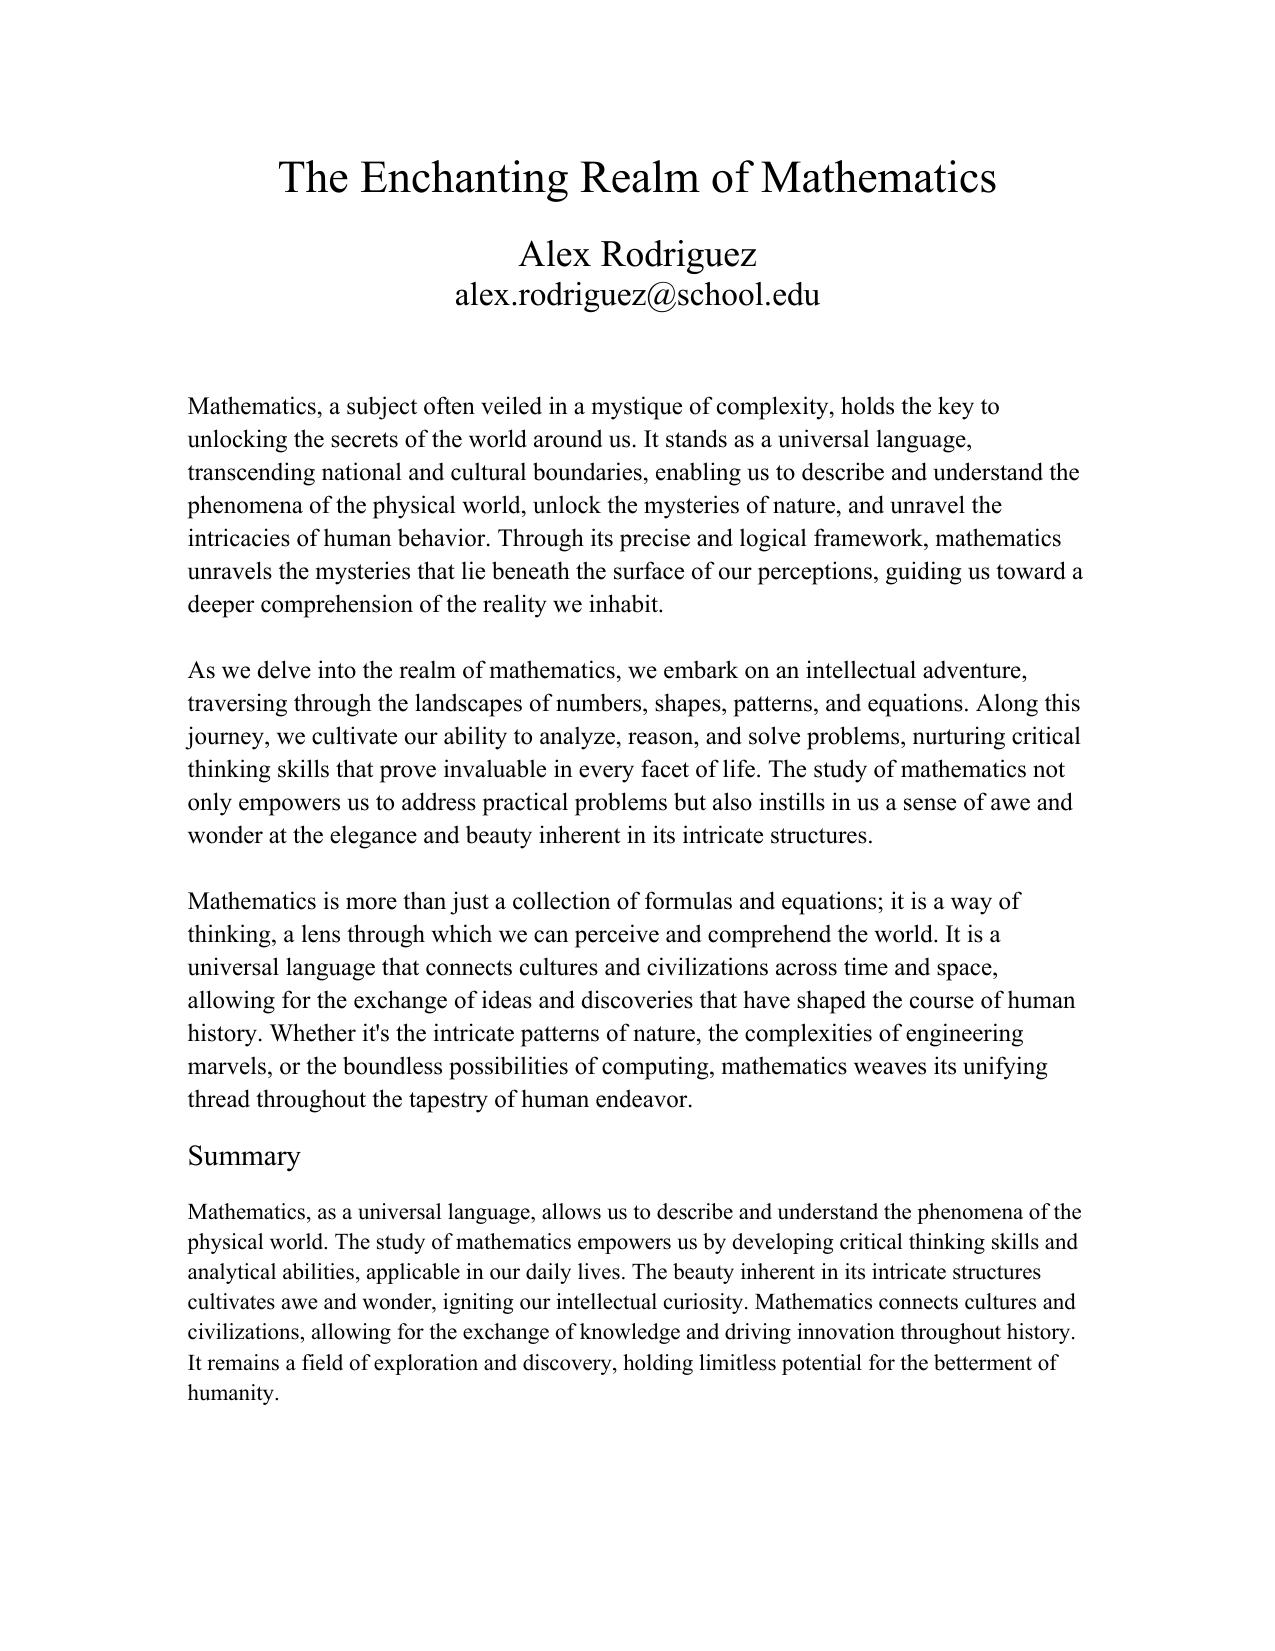 The Enchanting Realm of Mathematics
Alex Rodriguez
alex.rodriguez@school.edu
Mathematics, a subject often veiled in a mystique of complexity, holds the key to
unlocking the secrets of the world around us. It stands as a universal language,
transcending national and cultural boundaries, enabling us to describe and understand the
phenomena of the physical world, unlock the mysteries of nature, and unravel the
intricacies of human behavior. Through its precise and logical framework, mathematics
unravels the mysteries that lie beneath the surface of our perceptions, guiding us toward a
deeper comprehension of the reality we inhabit.
As we delve into the realm of mathematics, we embark on an intellectual adventure,
traversing through the landscapes of numbers, shapes, patterns, and equations. Along this
journey, we cultivate our ability to analyze, reason, and solve problems, nurturing critical
thinking skills that prove invaluable in every facet of life. The study of mathematics not
only empowers us to address practical problems but also instills in us a sense of awe and
wonder at the elegance and beauty inherent in its intricate structures.
Mathematics is more than just a collection of formulas and equations; it is a way of
thinking, a lens through which we can perceive and comprehend the world. It is a
universal language that connects cultures and civilizations across time and space,
allowing for the exchange of ideas and discoveries that have shaped the course of human
history. Whether it's the intricate patterns of nature, the complexities of engineering
marvels, or the boundless possibilities of computing, mathematics weaves its unifying
thread throughout the tapestry of human endeavor.
Summary
Mathematics, as a universal language, allows us to describe and understand the phenomena of the
physical world. The study of mathematics empowers us by developing critical thinking skills and
analytical abilities, applicable in our daily lives. The beauty inherent in its intricate structures
cultivates awe and wonder, igniting our intellectual curiosity. Mathematics connects cultures and
civilizations, allowing for the exchange of knowledge and driving innovation throughout history.
It remains a field of exploration and discovery, holding limitless potential for the betterment of
humanity.